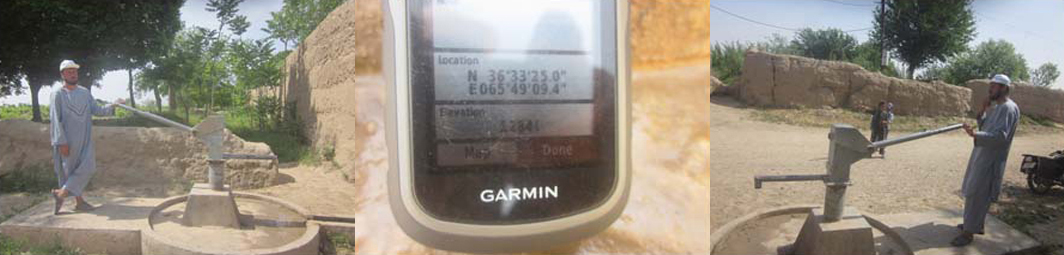 Location
N 36°33'25.0"
E065°49'09.4"
Elevation
Map
Done
GARMIN